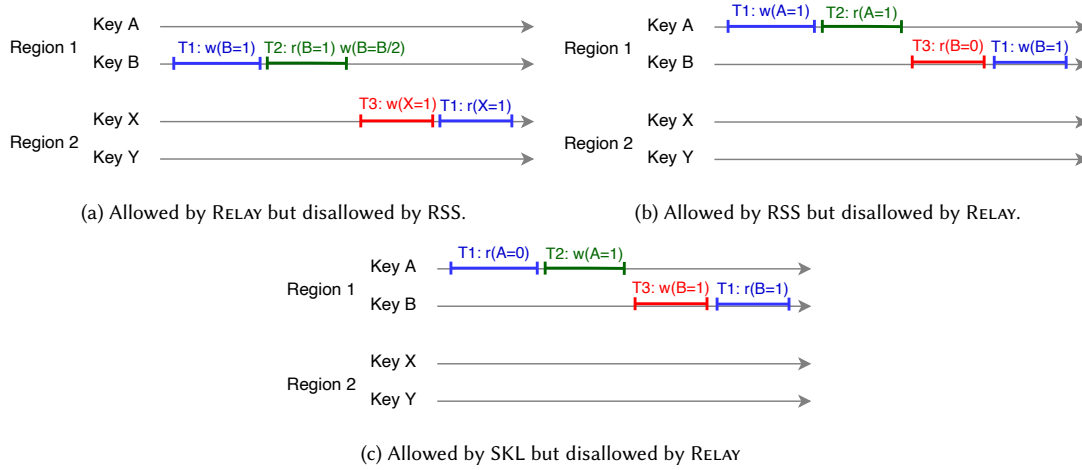 Key A
Region 1
T1: w(B=1) T2: r(B=1) w(B=B/2)
Key B
T3: w(X=1) T1: r(X=1)
Key X
Region 2
Key Y
(a) Allowed by RELAY but disallowed by RSS.
T1: w(A=1) T2: r(A=1)
Key A
Region 1
T3: r(B=0) T1: w(B=1)
Key B
Key X
Region 2
Key Y
(b) Allowed by RSS but disallowed by RELAY.
T1: r(A=0) T2: w(A=1)
Key A
Region 1
T3: w(B=1) T1: r(B=1)
Key B
Key X
Region 2
Key Y
(c) Allowed by SKL but disallowed by RELAY